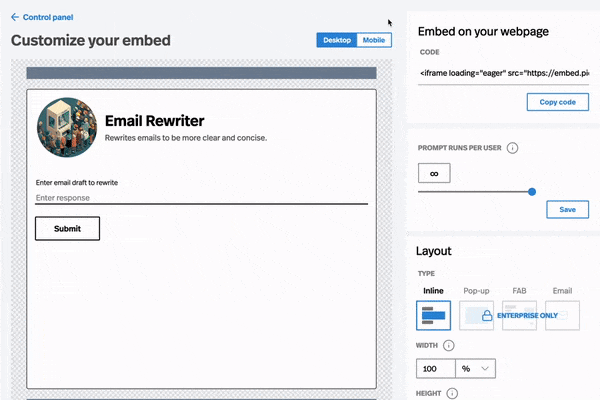 Control panel
Customize your embed
Desktop
Mobile
Email Rewriter
Rewrites emails to be more clear and concise.
Enter email draft to rewrite
Enter response
Submit
Embed on your webpage
CODE
<iframe loading="eager" src="https://embed.pi
Copy code
PROMPT RUNS PER USER
∞
Save
Layout
TYPE
Inline
Pop-up
FAB
Email
ENTERPRISE ONLY
WIDTH
100
%
HEIGHT